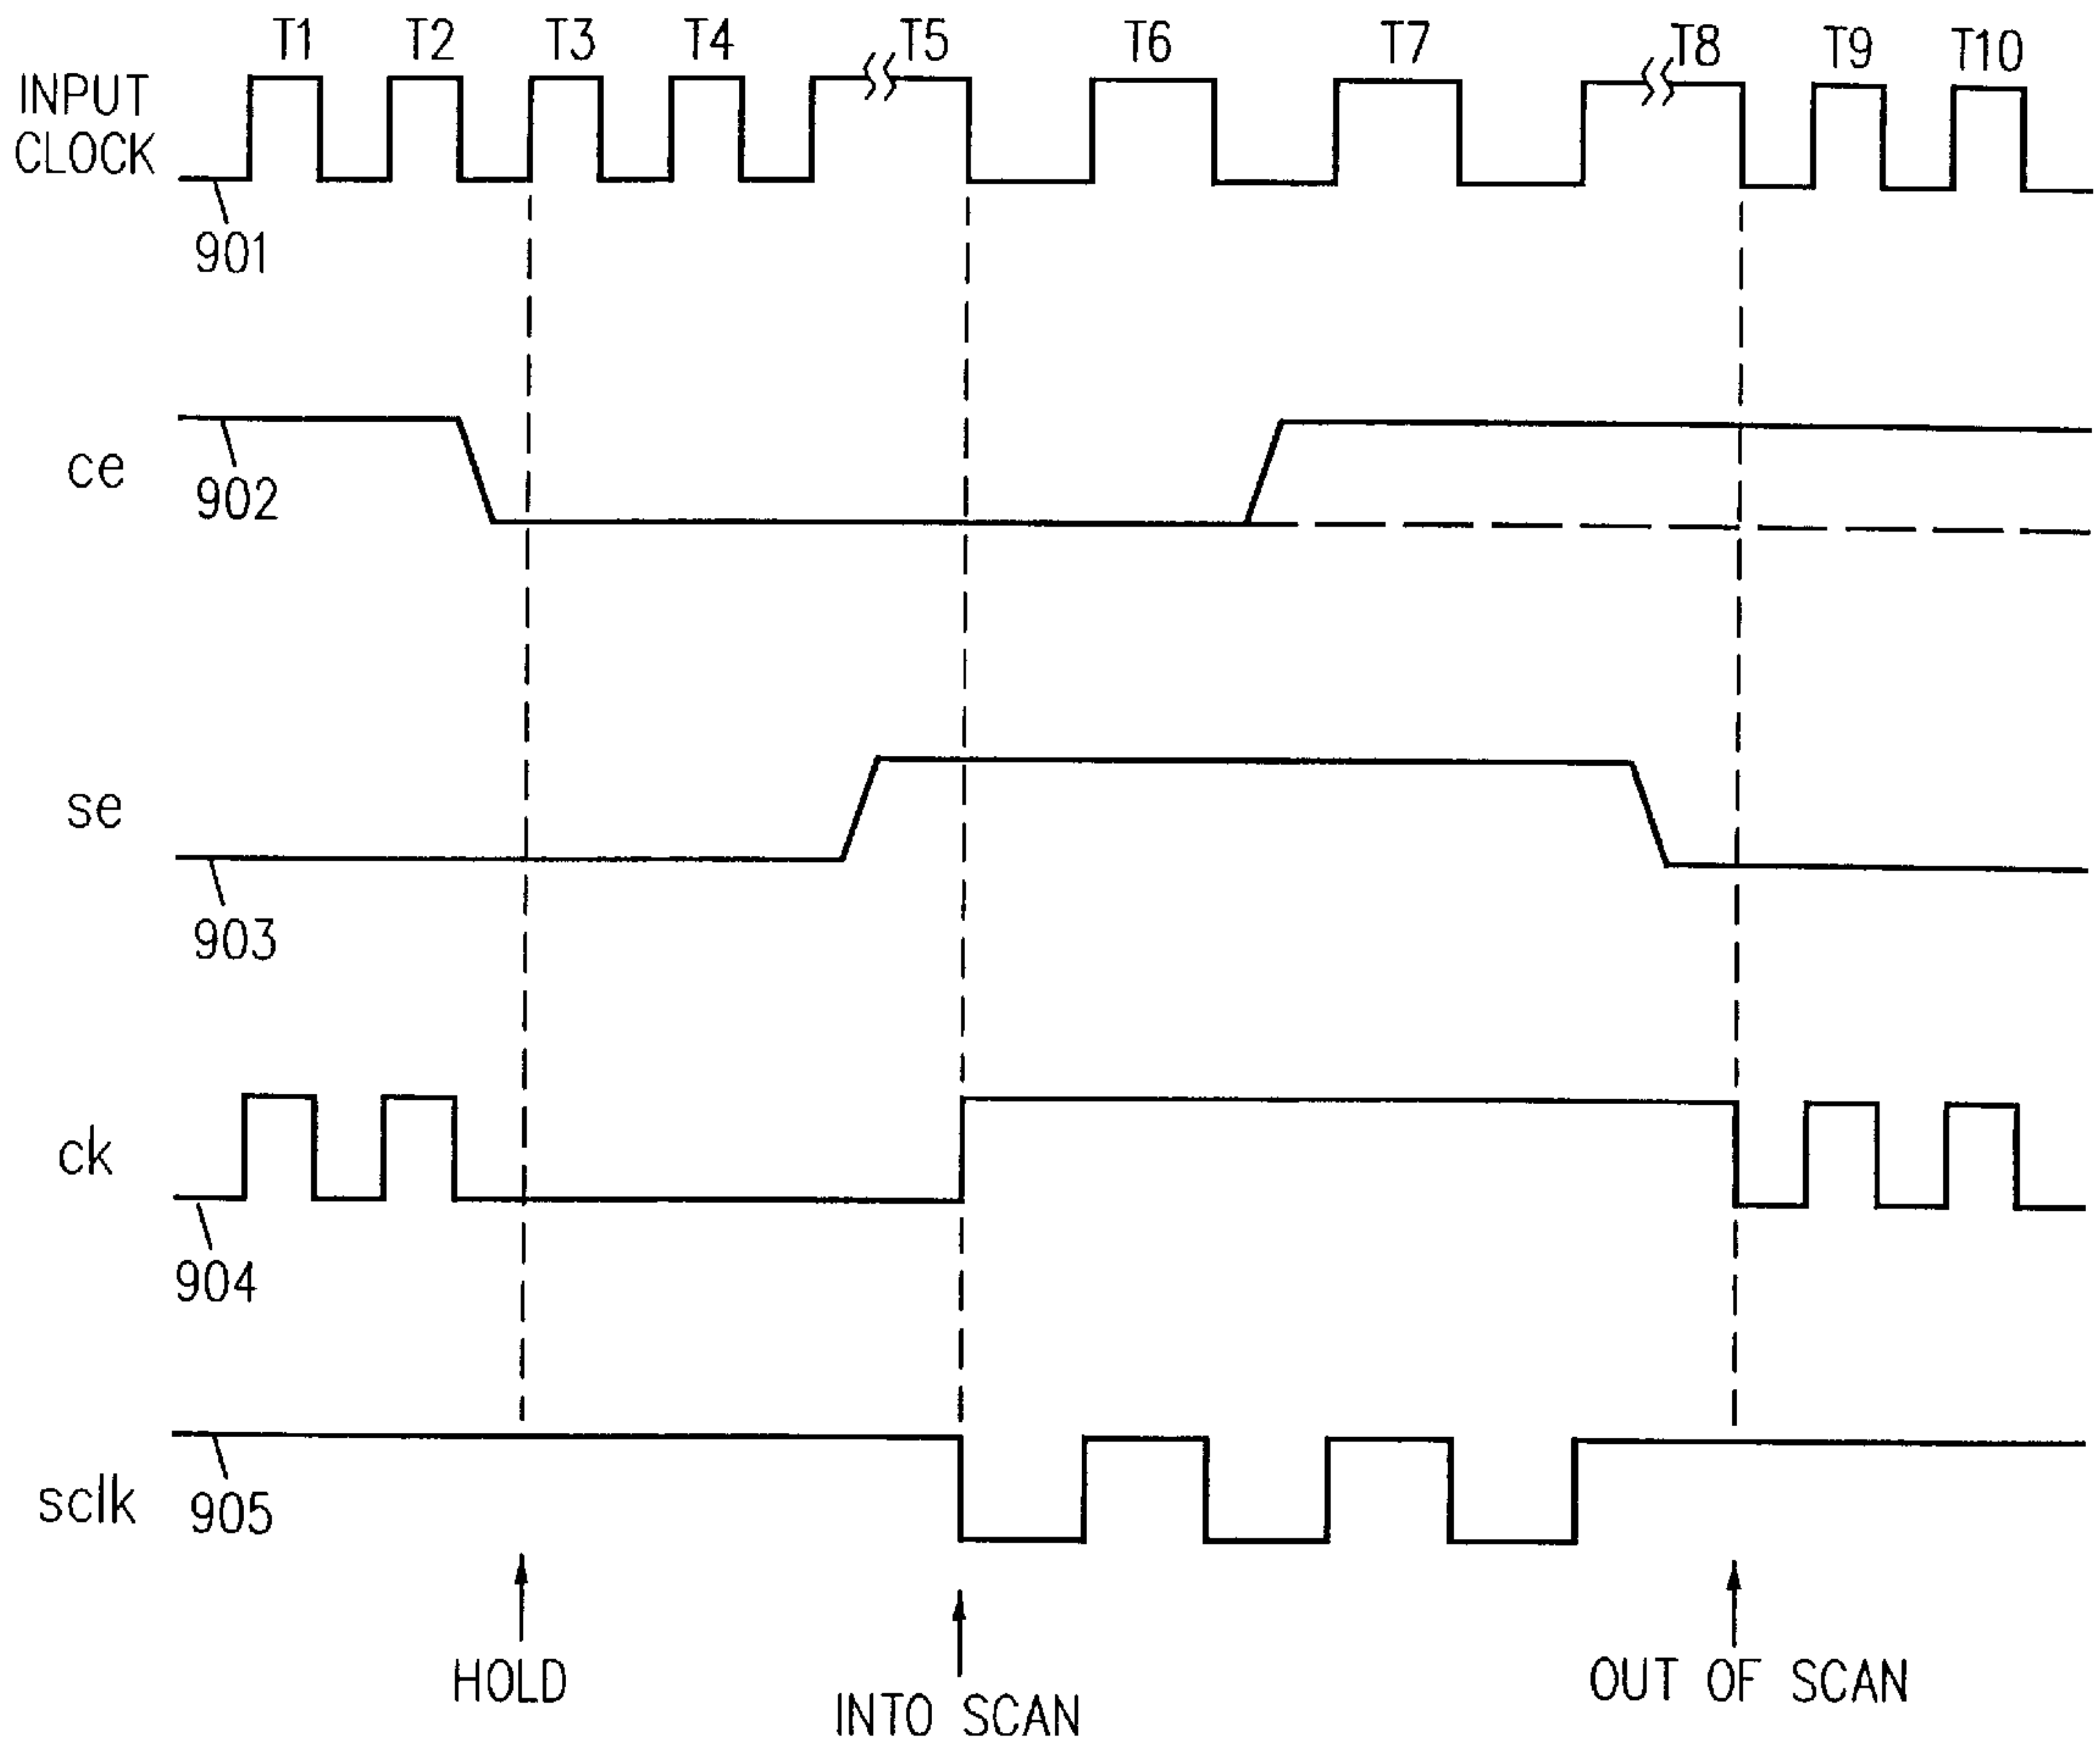 T1 T2 T3 T4 T5 T6 T7 T8 T9 T10
INPUT
CLOCK
901
ce
902
se
903
ck
904
sclk
905
HOLD
INTO SCAN
OUT OF SCAN